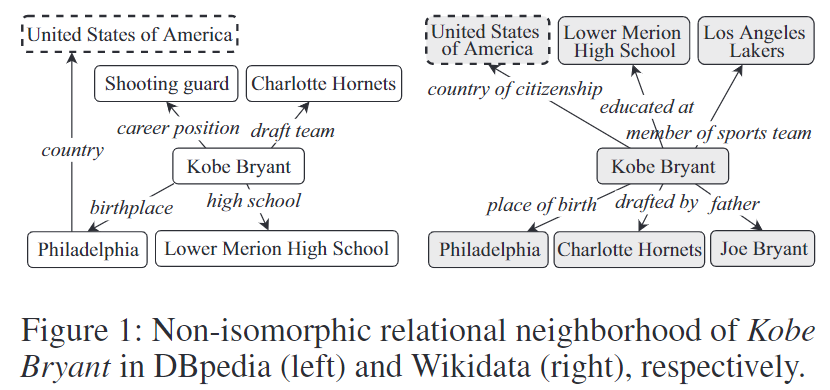 United States of America
Shooting guard
Charlotte Hornets
career position
draft team
country
Kobe Bryant
birthplace
high school
Philadelphia
Lower Merion High School
United States
of America
Lower Merion
High School
Los Angeles
Lakers
country of citizenship
educated at
member of sports team
Kobe Bryant
place of birth
drafted by
father
Philadelphia
Charlotte Hornets
Joe Bryant
Figure 1: Non-isomorphic relational neighborhood of Kobe
Bryant in DBpedia (left) and Wikidata (right), respectively.